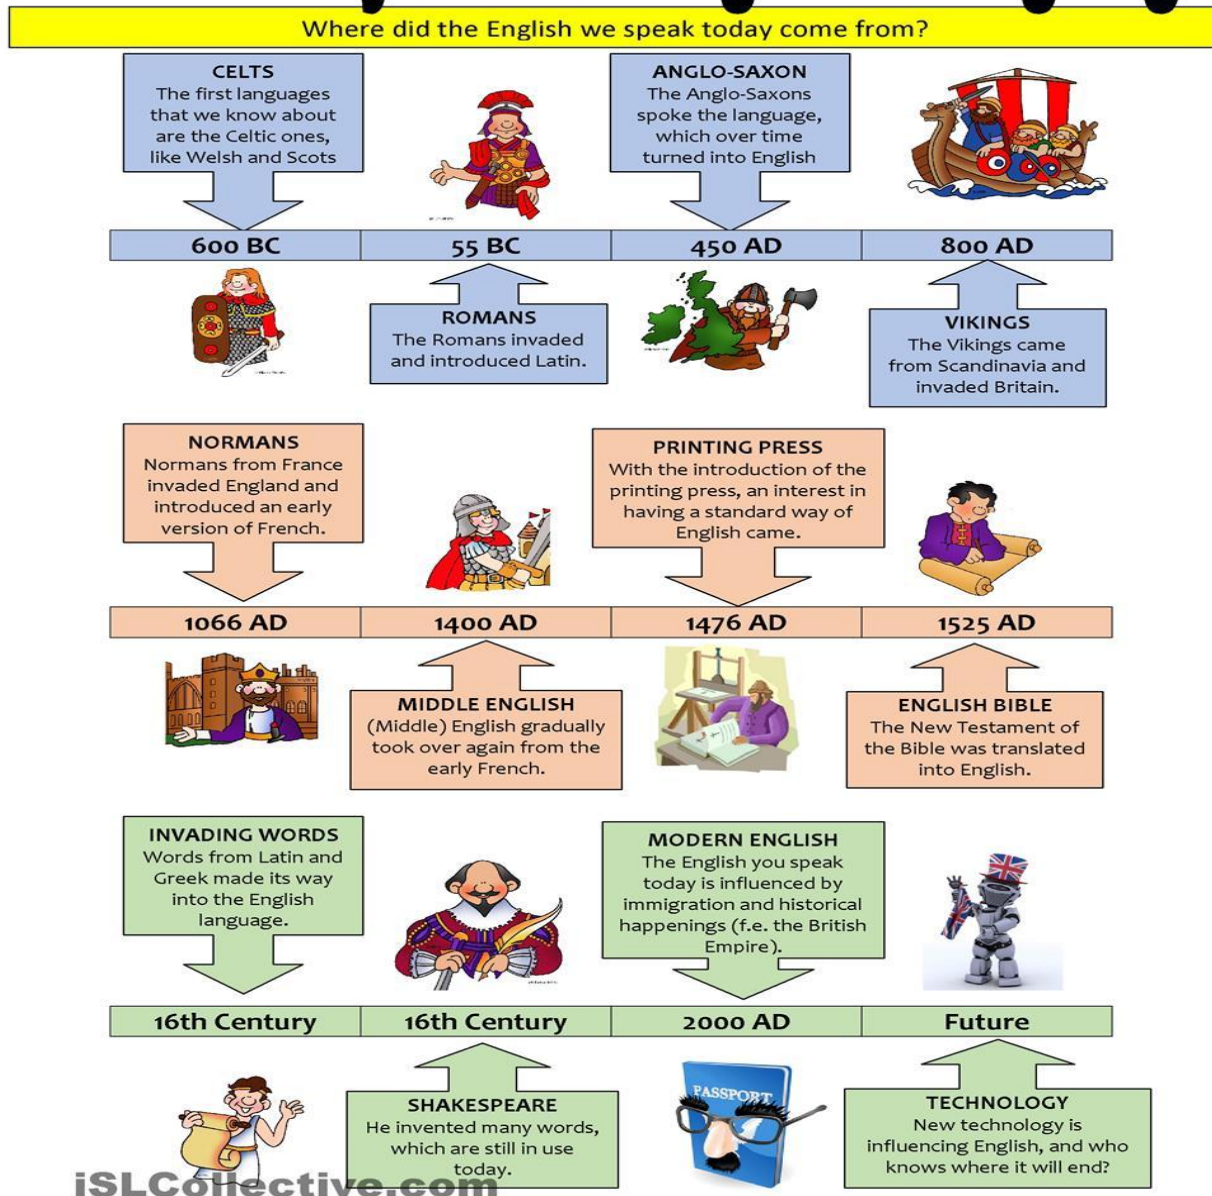 Where did the English we speak today come from?
CELTS
The first languages
that we know about
are the Celtic ones,
like Welsh and Scots
ANGLO-SAXON
The Anglo-Saxons
spoke the language,
which over time
turned into English
600 BC
55 BC
450 AD
800 AD
ROMANS
The Romans invaded
and introduced Latin.
VIKINGS
The Vikings came
from Scandinavia and
invaded Britain.
NORMANS
Normans from France
invaded England and
introduced an early
version of French.
PRINTING PRESS
With the introduction of the
printing press, an interest in
having a standard way of
English came.
1066 AD
1400 AD
1476 AD
1525 AD
MIDDLE ENGLISH
(Middle) English gradually
took over again from the
early French.
ENGLISH BIBLE
The New Testament of
the Bible was translated
into English.
INVADING WORDS
Words from Latin and
Greek made its way
into the English
language.
MODERN ENGLISH
The English you speak
today is influenced by
immigration and historical
happenings (f.e. the British
Empire).
16th Century
16th Century
2000 AD
Future
SHAKESPEARE
He invented many words,
which are still in use
today.
PASSPORT
TECHNOLOGY
New technology is
influencing English, and who
knows where it will end?
iSLCollective.com